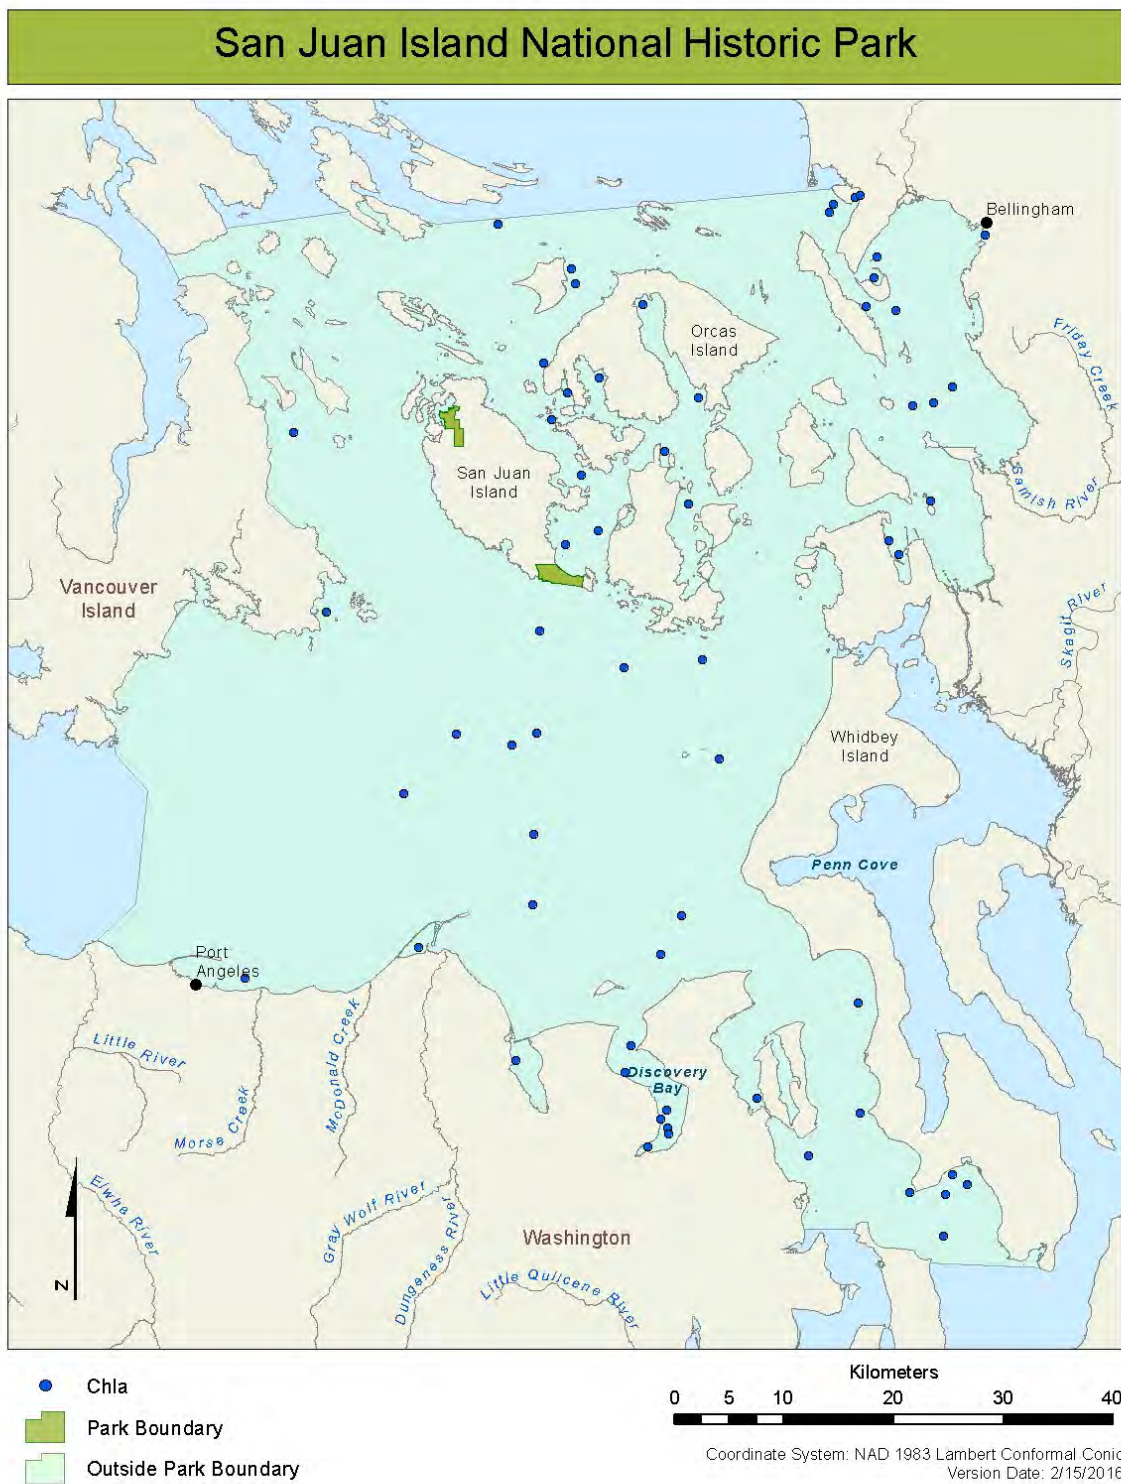 San Juan Island National Historic Park
Bellingham
Friday Creek
Orcas
Island
San Juan
Island
Samish River
Vancouver
Island
Skagit River
Whidbey
Island
Penn Cove
Port
Angeles
Little River
McDonald Creek
Discovery
Bay
Morse Creek
Elwha River
Gray Wolf River
Dungeness River
Washington
Little Quilcene River
N
Chla
Kilometers
Park Boundary
0 5 10 20 30 40
Outside Park Boundary
Coordinate System: NAD 1983 Lambert Conformal Conic
Version Date: 2/15/2016